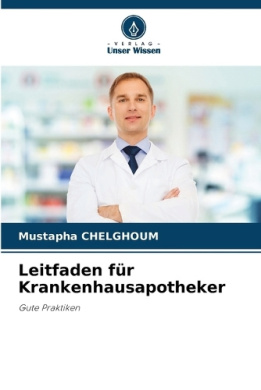 VERLAG
Unser Wissen
Mustapha CHELGHOUM
Leitfaden für
Krankenhausapotheker
Gute Praktiken